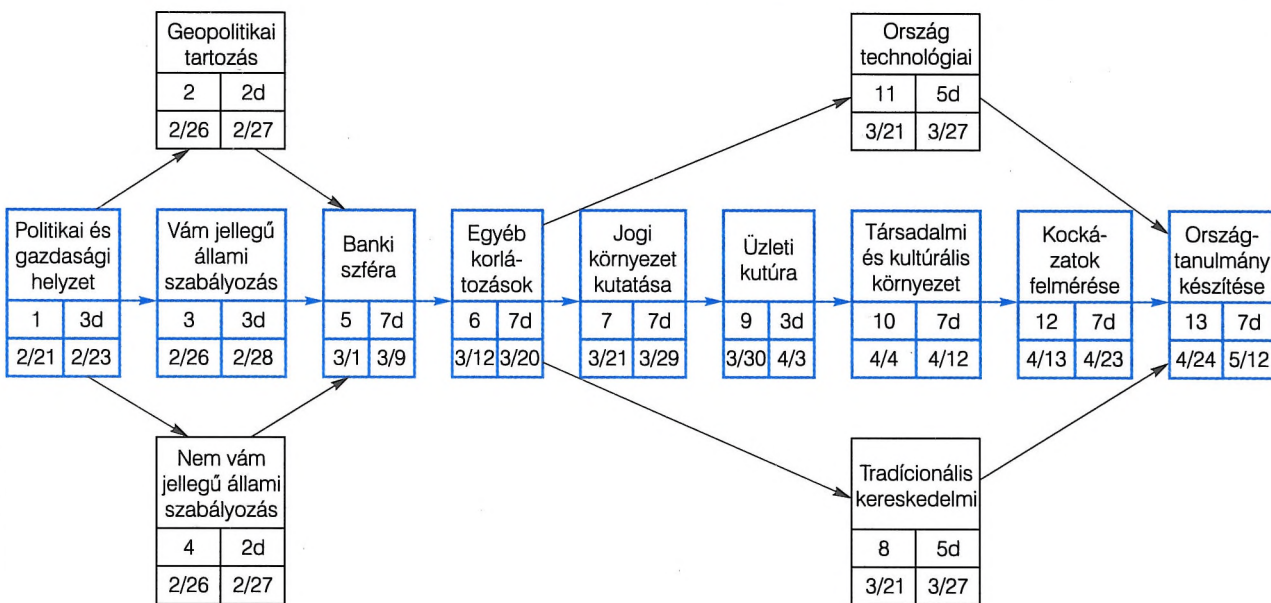 Geopolitikai
tartozás
2 2d
2/26 2/27
Ország
technológiai
11 5d
3/21 3/27
Politikai és
gazdasági
helyzet
1 3d
2/21 2/23
Vám jellegű
állami
szabályozás
3 3d
2/26 2/28
Banki
szféra
5 7d
3/1 3/9
Egyéb
korlá-
tozások
6 7d
3/12 3/20
Jogi
környezet
kutatása
7 7d
3/21 3/29
Üzleti
kutúra
9 3d
3/30 4/3
Társadalmi
és kultúrális
környezet
10 7d
4/4 4/12
Kocká-
zatok
felmérése
12 7d
4/13 4/23
Ország-
tanulmány
készítése
13 7d
4/24 5/12
Nem vám
jellegű állami
szabályozás
4 2d
2/26 2/27
Tradícionális
kereskedelmi
8 5d
3/21 3/27